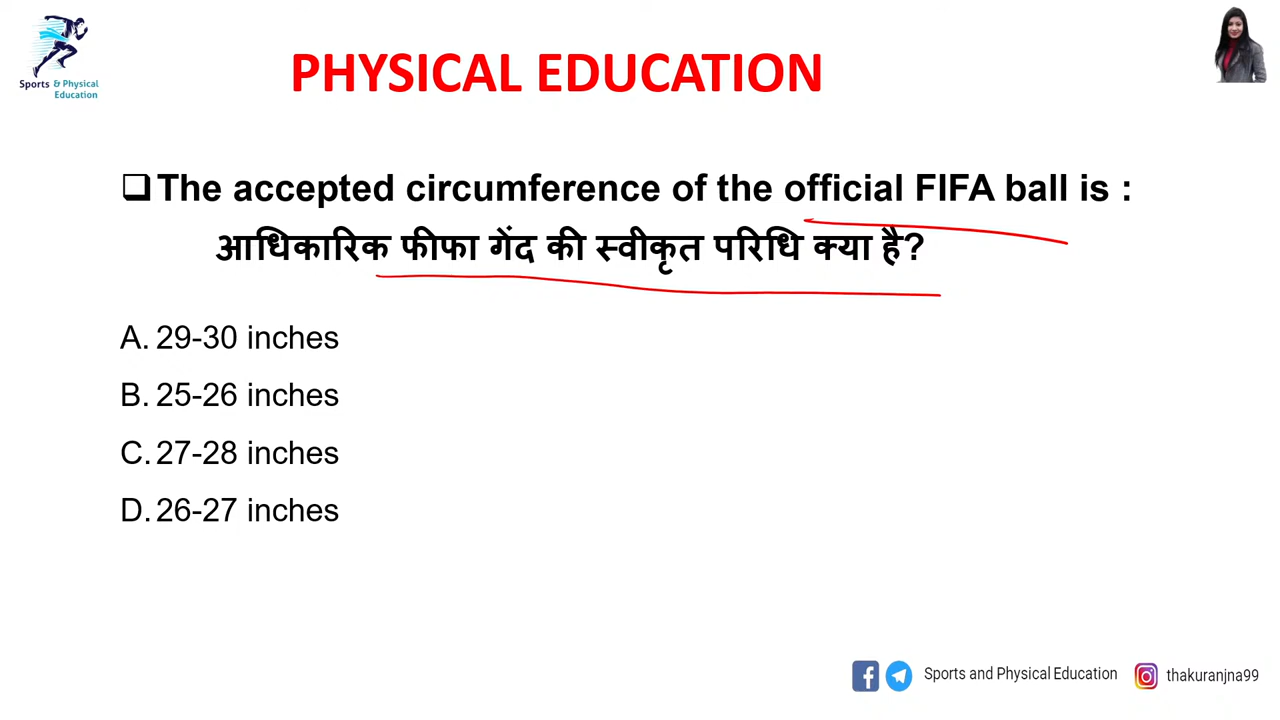 Sports & Physical
Education
PHYSICAL EDUCATION
The accepted circumference of the official FIFA ball is :
आधिकारिक फीफा गेंद की स्वीकृत परिधि क्या है?
A. 29-30 inches
B. 25-26 inches
C. 27-28 inches
D. 26-27 inches
Sports and Physical Education thakuranjna99